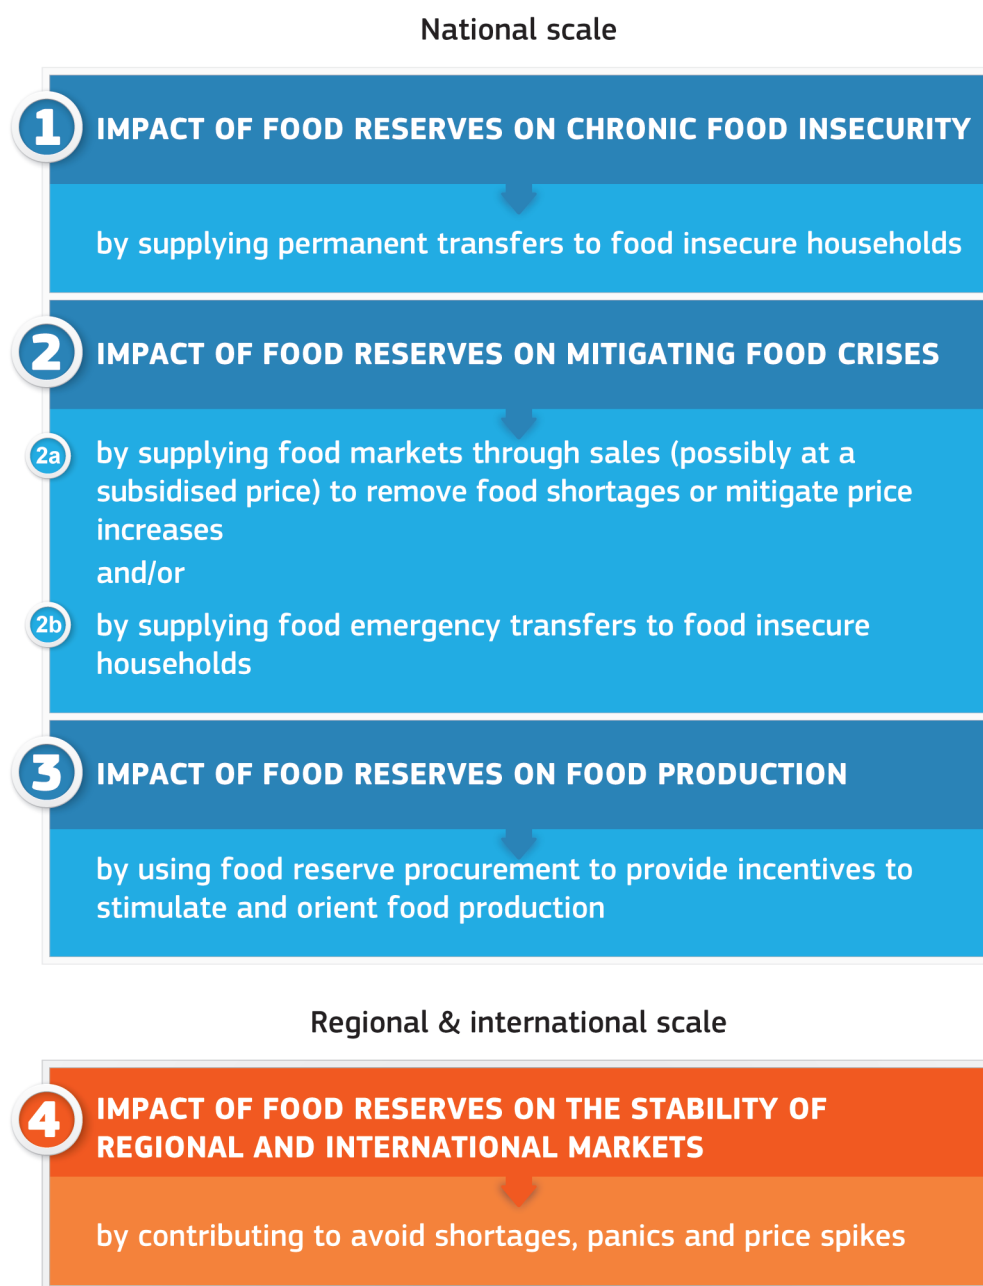 National scale
1
IMPACT OF FOOD RESERVES ON CHRONIC FOOD INSECURITY
by supplying permanent transfers to food insecure households
2
IMPACT OF FOOD RESERVES ON MITIGATING FOOD CRISES
2a
by supplying food markets through sales (possibly at a
subsidised price) to remove food shortages or mitigate price
increases
and/or
2b
by supplying food emergency transfers to food insecure
households
3
IMPACT OF FOOD RESERVES ON FOOD PRODUCTION
by using food reserve procurement to provide incentives to
stimulate and orient food production
Regional & international scale
4
IMPACT OF FOOD RESERVES ON THE STABILITY OF
REGIONAL AND INTERNATIONAL MARKETS
by contributing to avoid shortages, panics and price spikes